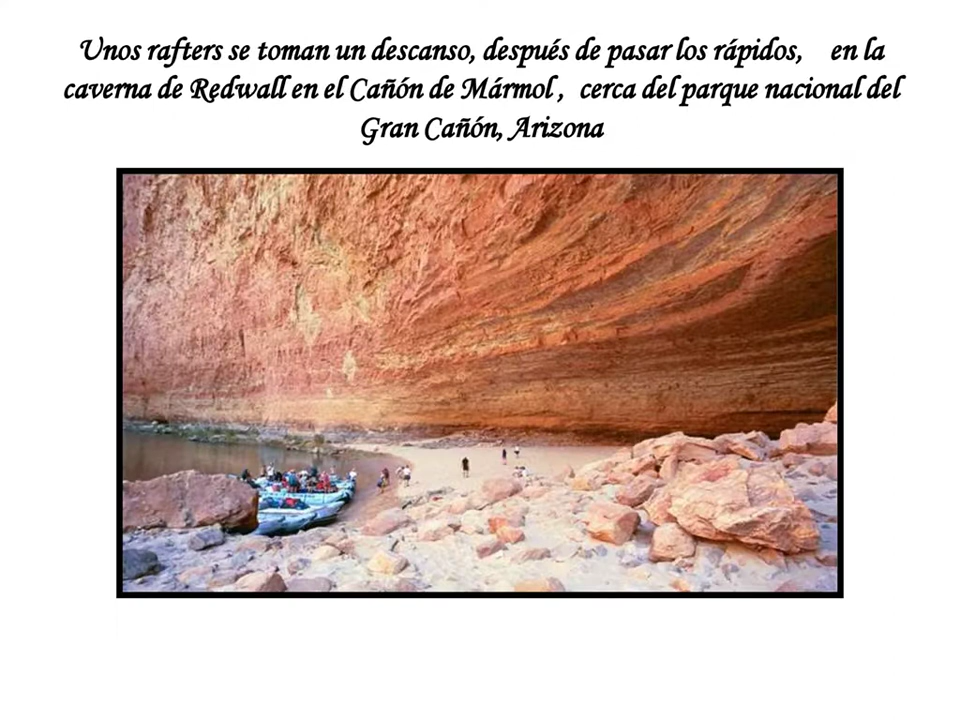 Unos rafters se toman un descanso, después de pasar los rápidos, en la
caverna de Redwall en el Cañón de Mármol , cerca del parque nacional del
Gran Cañón, Arizona